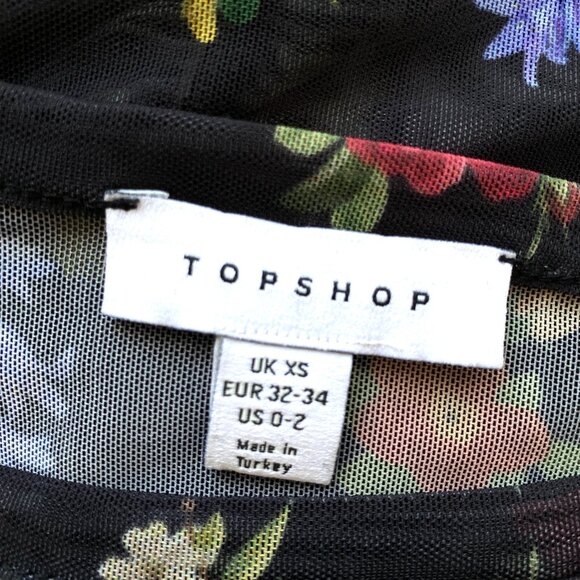 TOPSHOP
UK XS
EUR 32-34
US 0-2
Made in
Turkey